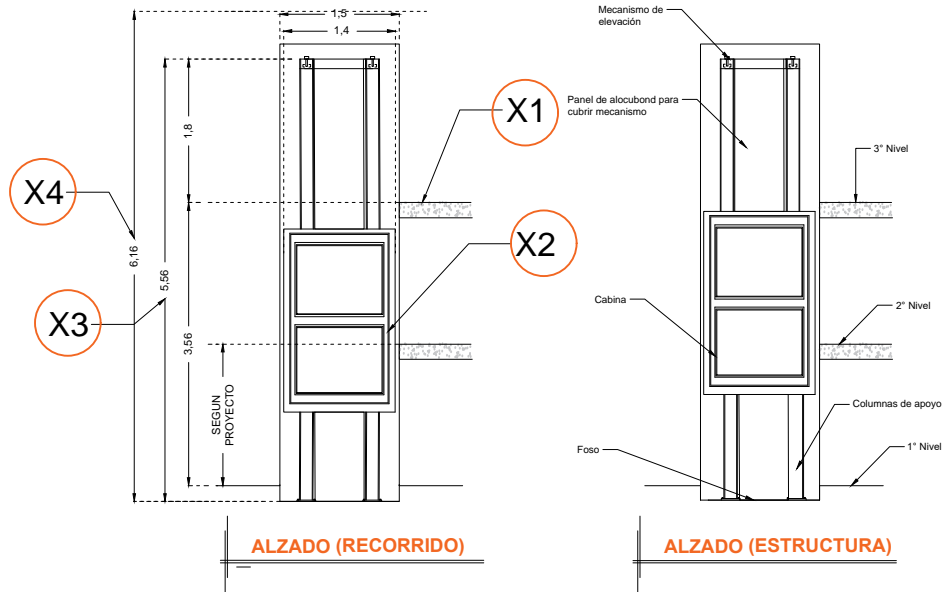 1,5
1,4
X1
X4
1,8
6,16
5,56
X2
X3
3,56
SEGUN
PROYECTO
ALZADO (RECORRIDO)
Mecanismo de
elevación
Panel de alocubond para
cubrir mecanismo
3° Nivel
Cabina
2° Nivel
Columnas de apoyo
Foso
1° Nivel
ALZADO (ESTRUCTURA)